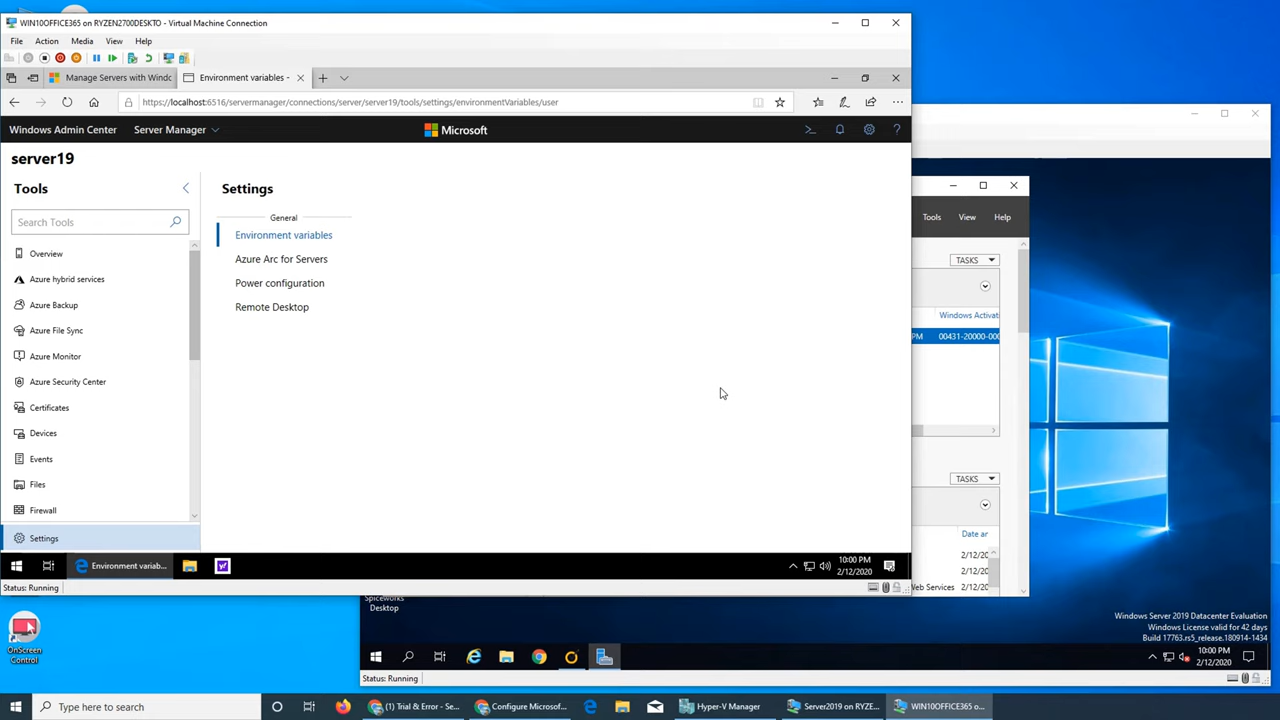 WIN10OFFICE365 on RYZEN2700DESKTO - Virtual Machine Connection
File Action Media View Help
Manage Servers with Windc
Environment variables -
https://localhost:6516/servermanager/connections/server/server19/tools/settings/environmentVariables/user
Windows Admin Center Server Manager
Microsoft
server19
Tools
Search Tools
Overview
Azure hybrid services
Azure Backup
Azure File Sync
Azure Monitor
Azure Security Center
Certificates
Devices
Events
Files
Firewall
Settings
Settings
General
Environment variables
Azure Arc for Servers
Power configuration
Remote Desktop
Environment variab...
10:00 PM
2/12/2020
Status: Running
Tools View Help
TASKS
Windows Activat
PM 00431-20000-000
TASKS
Date ar
2/12/20
2/12/20
Web Services 2/12/20
Spiceworks
Desktop
Windows Server 2019 Datacenter Evaluation
Windows License valid for 42 days
Build 17763.rs5_release.180914-1434
10:00 PM
2/12/2020
Status: Running
OnScreen
Control
Type here to search
(1) Trial & Error - Se...
Configure Microsof...
Hyper-V Manager
Server2019 on RYZE...
WIN10OFFICE365 o...